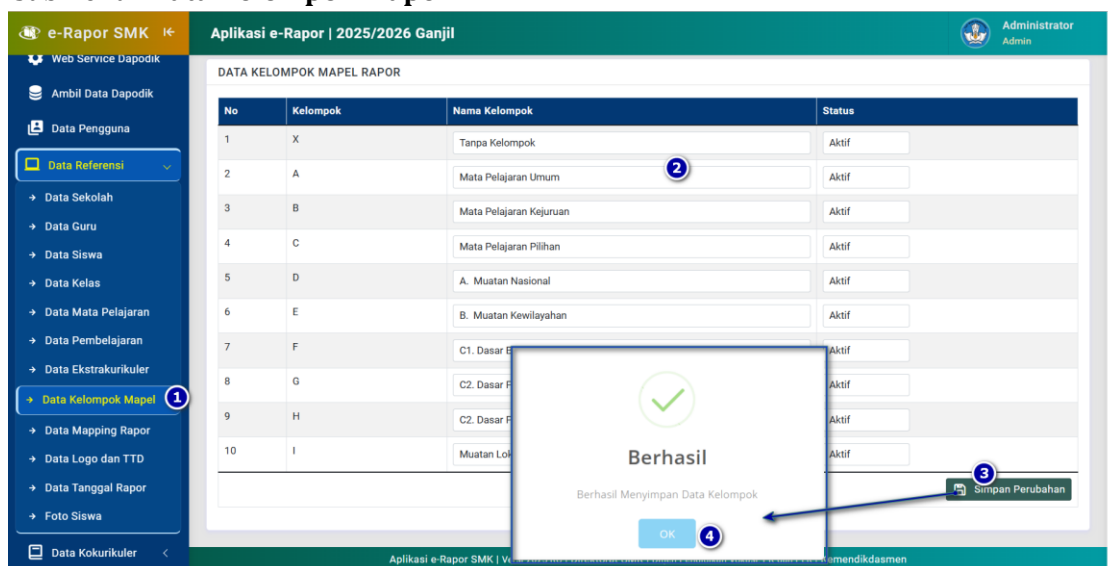 e-Rapor SMK
Aplikasi e-Rapor | 2025/2026 Ganjil
Administrator
Admin
Web Service Dapodik
Ambil Data Dapodik
Data Pengguna
Data Referensi
Data Sekolah
Data Guru
Data Siswa
Data Kelas
Data Mata Pelajaran
Data Pembelajaran
Data Ekstrakurikuler
Data Kelompok Mapel 1
Data Mapping Rapor
Data Logo dan TTD
Data Tanggal Rapor
Foto Siswa
Data Kokurikuler
DATA KELOMPOK MAPEL RAPOR
No Kelompok Nama Kelompok Status
1 X Tanpa Kelompok Aktif
2
2 A Mata Pelajaran Umum Aktif
3 B Mata Pelajaran Kejuruan Aktif
4 C Mata Pelajaran Pilihan Aktif
5 D A. Muatan Nasional Aktif
6 E B. Muatan Kewilayahan Aktif
7 F C1. Dasar Aktif
8 G C2. Dasar Aktif
9 H C2. Dasar Aktif
10 I Muatan Aktif
Berhasil
Berhasil Menyimpan Data Kelompok
OK 4
3
Simpan Perubahan
Aplikasi e-Rapor SMK |